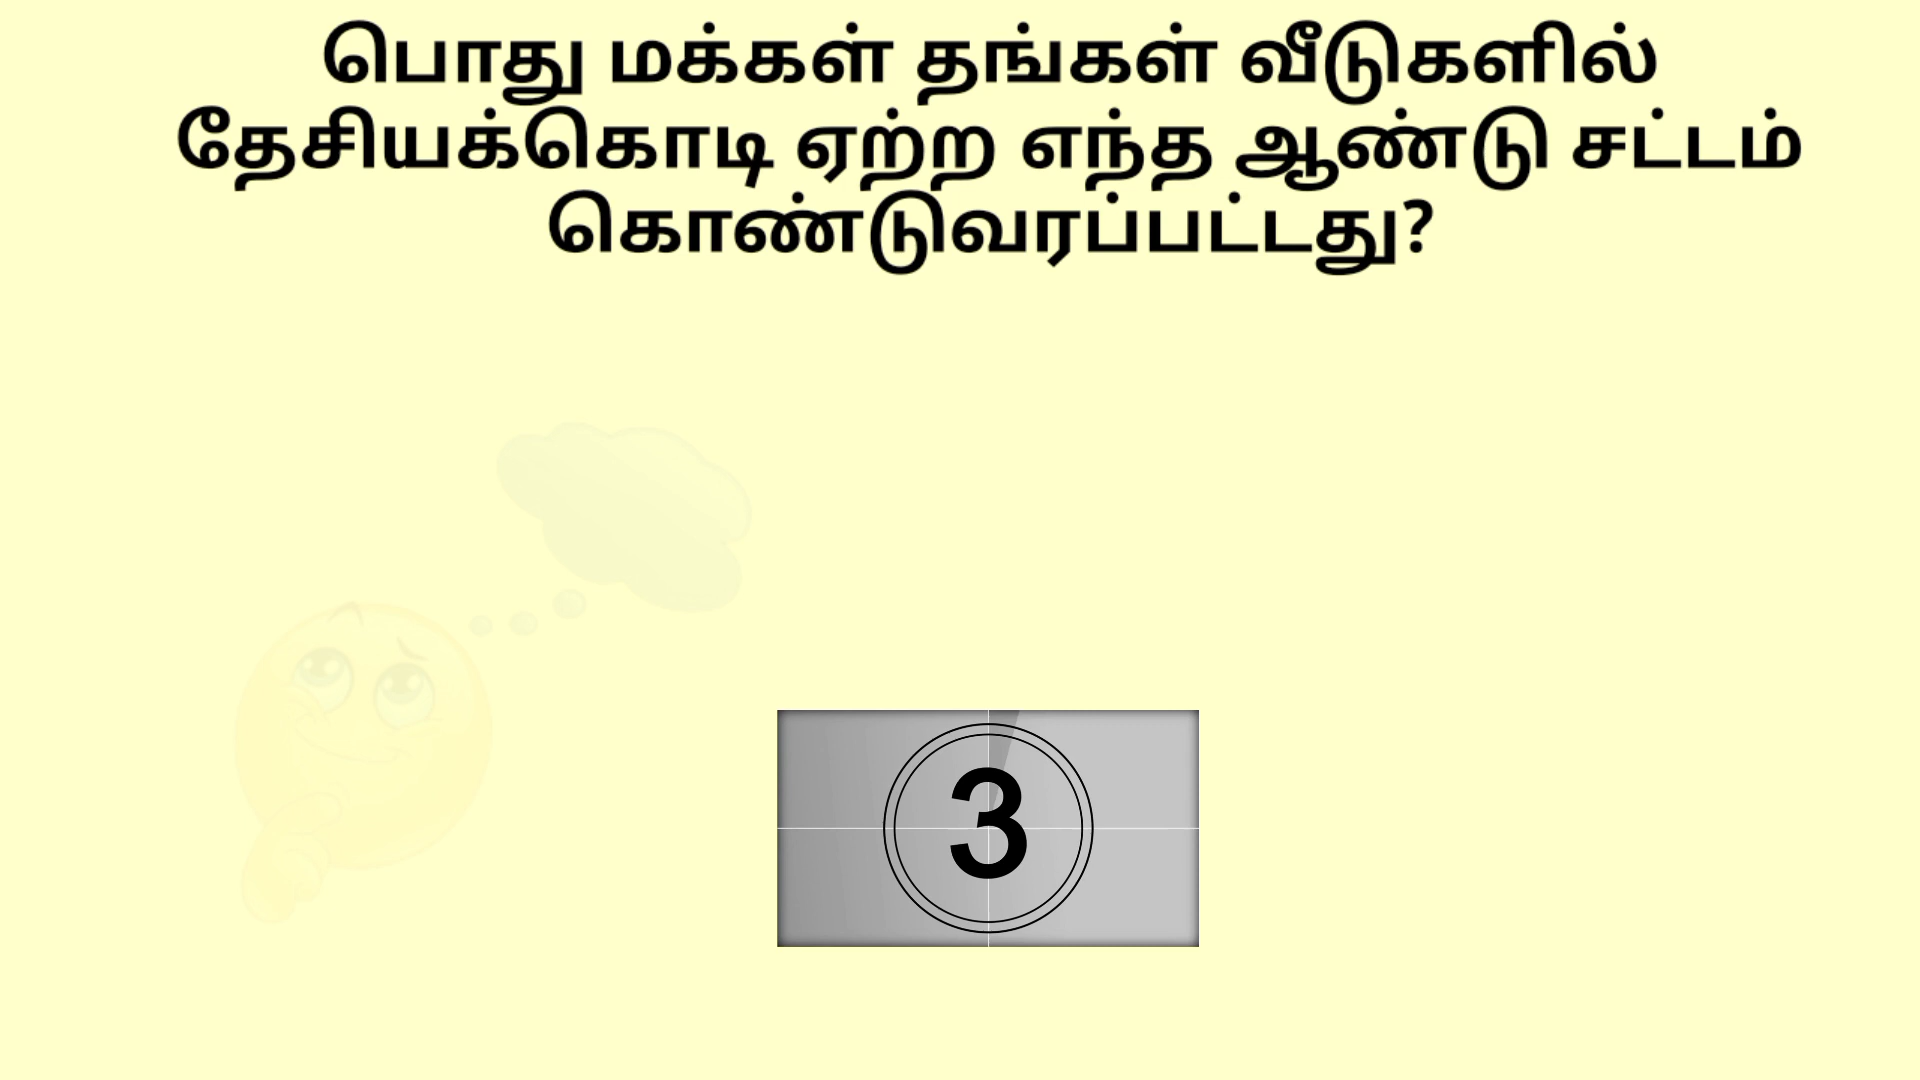 பொது மக்கள் தங்கள் வீடுகளில்
தேசியக்கொடி ஏற்ற எந்த ஆண்டு சட்டம்
கொண்டுவரப்பட்டது?
3